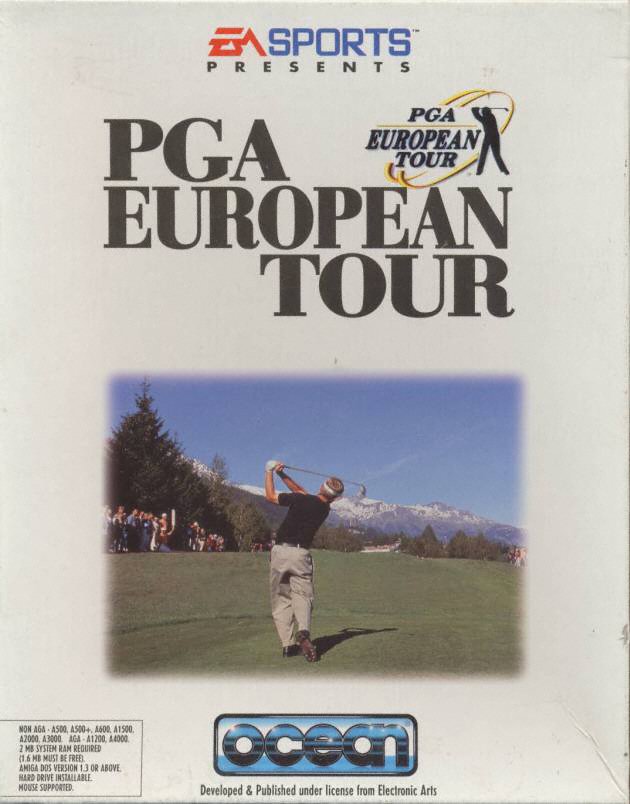 EA SPORTS™
PRESENTS
PGA
EUROPEAN
TOUR
PGA
EUROPEAN
TOUR
NON AGA - A500, A500+, A600, A1500,
A2000, A3000. AGA - A1200, A4000.
2 MB SYSTEM RAM REQUIRED
(1.6 MB MUST BE FREE).
AMIGA DOS VERSION 1.3 OR ABOVE.
HARD DRIVE INSTALLABLE.
MOUSE SUPPORTED.
ocean
Developed & Published under license from Electronic Arts